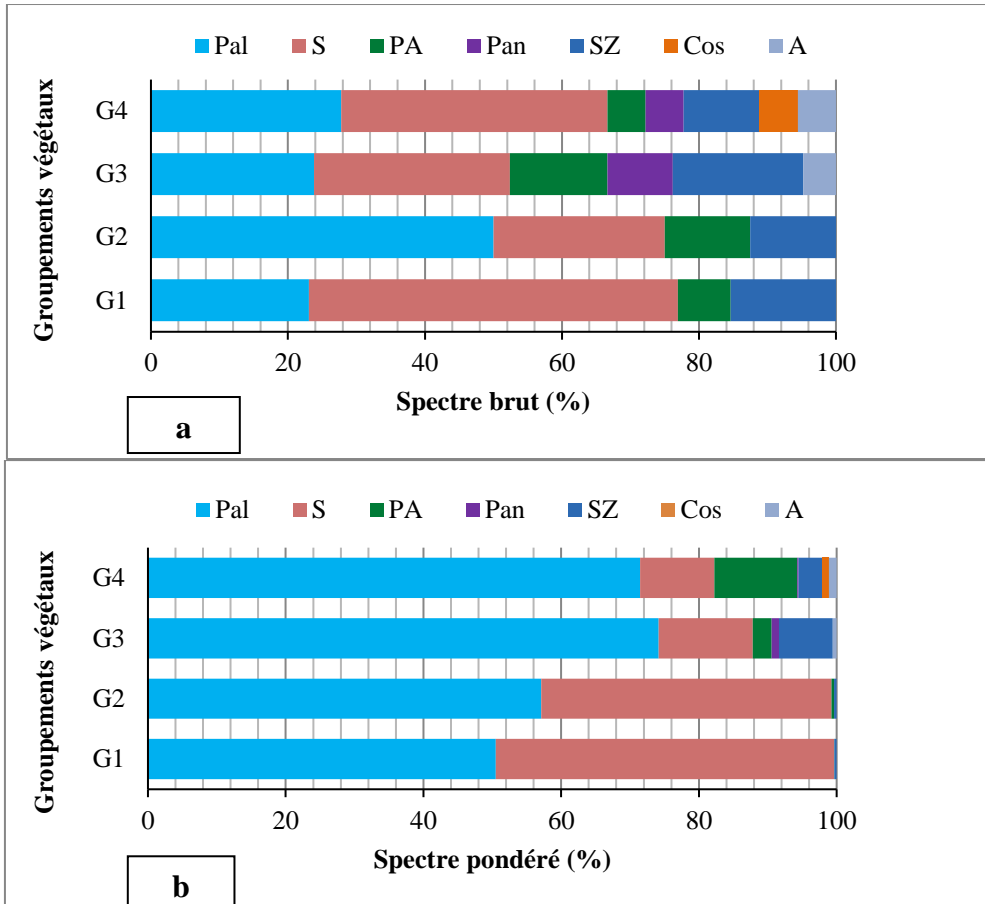 Pal S PA Pan SZ Cos A
Groupements végétaux
G4
G3
G2
G1
0 20 40 60 80 100
Spectre brut (%)
a
Pal S PA Pan SZ Cos A
Groupements végétaux
G4
G3
G2
G1
0 20 40 60 80 100
Spectre pondéré (%)
b